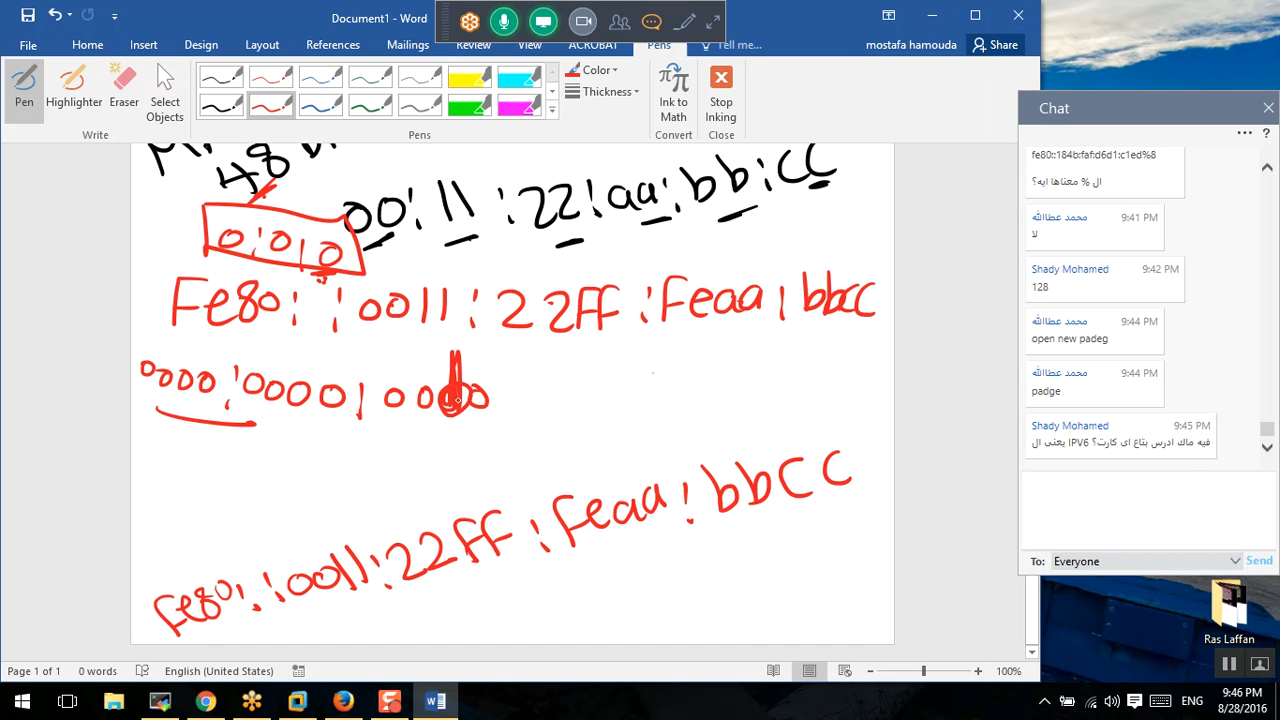 Document1 - Word
File Home Insert Design Layout References Mailings Review View ACROBAT Pens Tell me... mostafa hamouda Share
Pen Highlighter Eraser Select Objects
Color
Thickness
Ink to Math
Stop Inking
Write Pens Convert Close
48
00:11:22:aa:bb:CC
0:0:0
Fe80::0011:22FF:Feaa:bbCC
0000:0000:0000
Fe80::0011:22FF:Feaa:bbCC
Chat
fe80::184b:faf:d6d1:c1ed%8
ال % معناها ايه؟
محمد عطاالله 9:41 PM
لا
Shady Mohamed 9:42 PM
128
محمد عطاالله 9:44 PM
open new padeg
محمد عطاالله 9:44 PM
padge
Shady Mohamed 9:45 PM
فيه ماك ادرس بتاع اى كارت؟ IPV6 يعنى ال
To: Everyone Send
Ras Laffan
Page 1 of 1 0 words English (United States) 100%
ENG 9:46 PM
8/28/2016